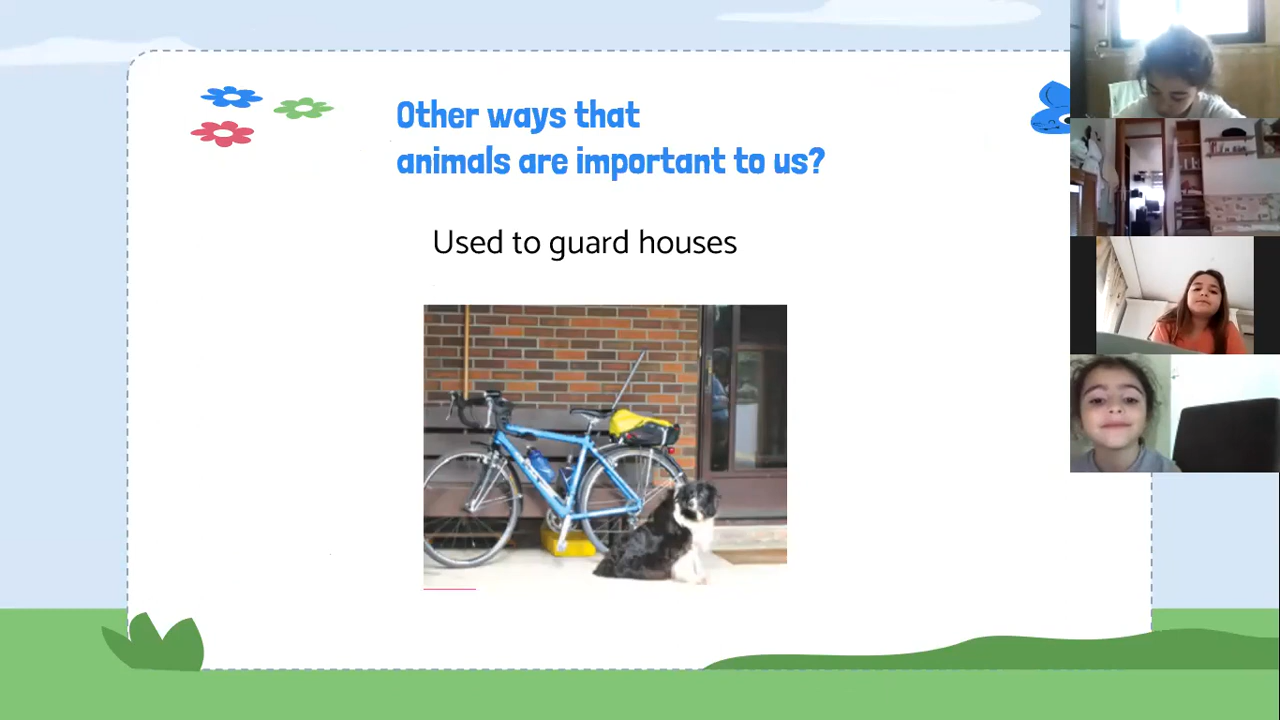 Other ways that
animals are important to us?
Used to guard houses